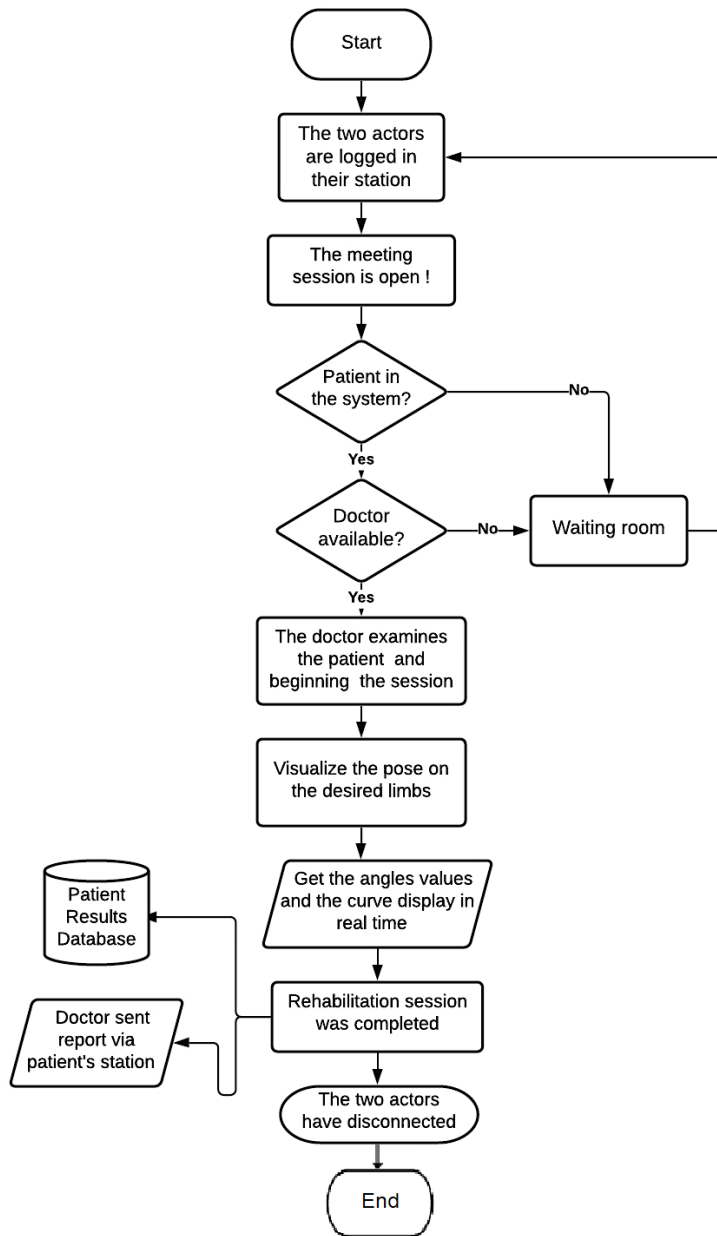 Start
The two actors
are logged in
their station
The meeting
session is open !
Patient in
the system?
No
Yes
Doctor
available?
No
Waiting room
Yes
The doctor examines
the patient and
beginning the session
Visualize the pose on
the desired limbs
Get the angles values
and the curve display in
real time
Patient
Results
Database
Rehabilitation session
was completed
Doctor sent
report via
patient's station
The two actors
have disconnected
End